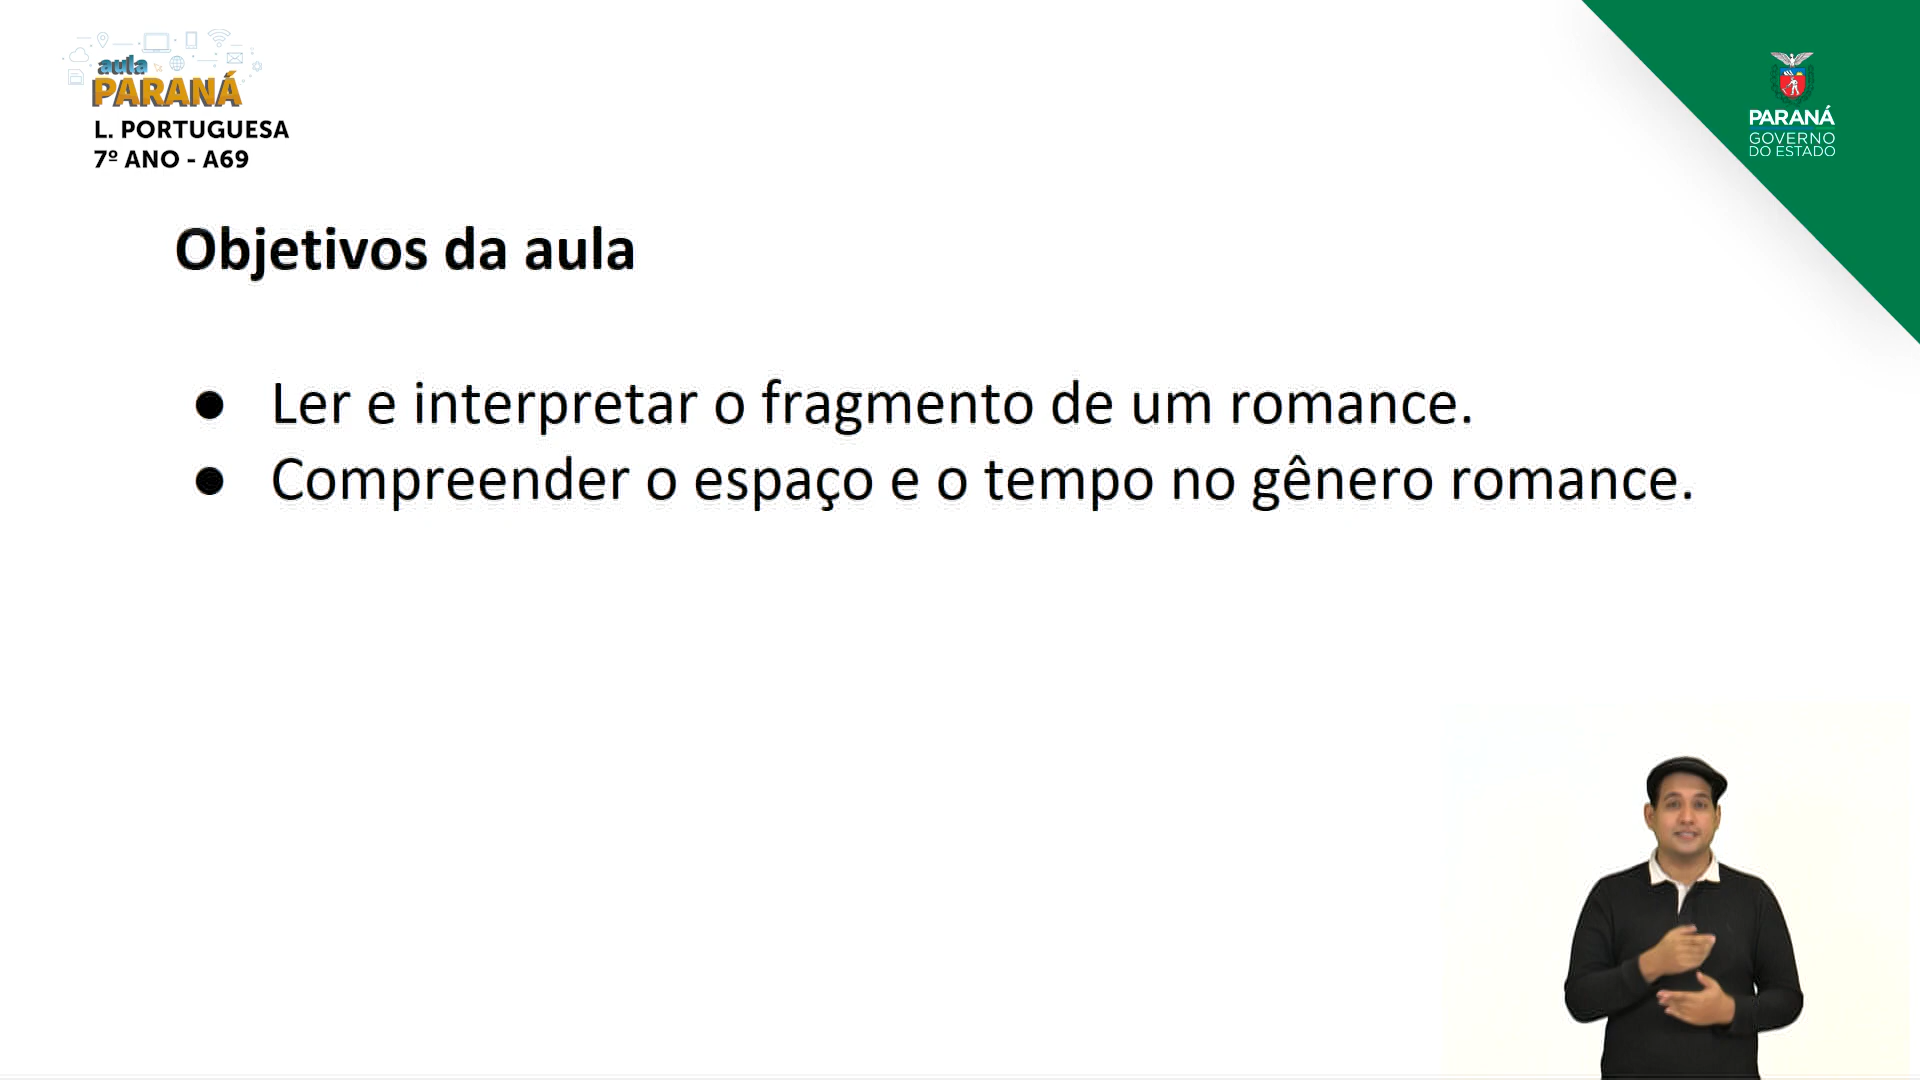 aula
PARANÁ
L. PORTUGUESA
7º ANO - A69
PARANÁ
GOVERNO
DO ESTADO
Objetivos da aula
● Ler e interpretar o fragmento de um romance.
● Compreender o espaço e o tempo no gênero romance.